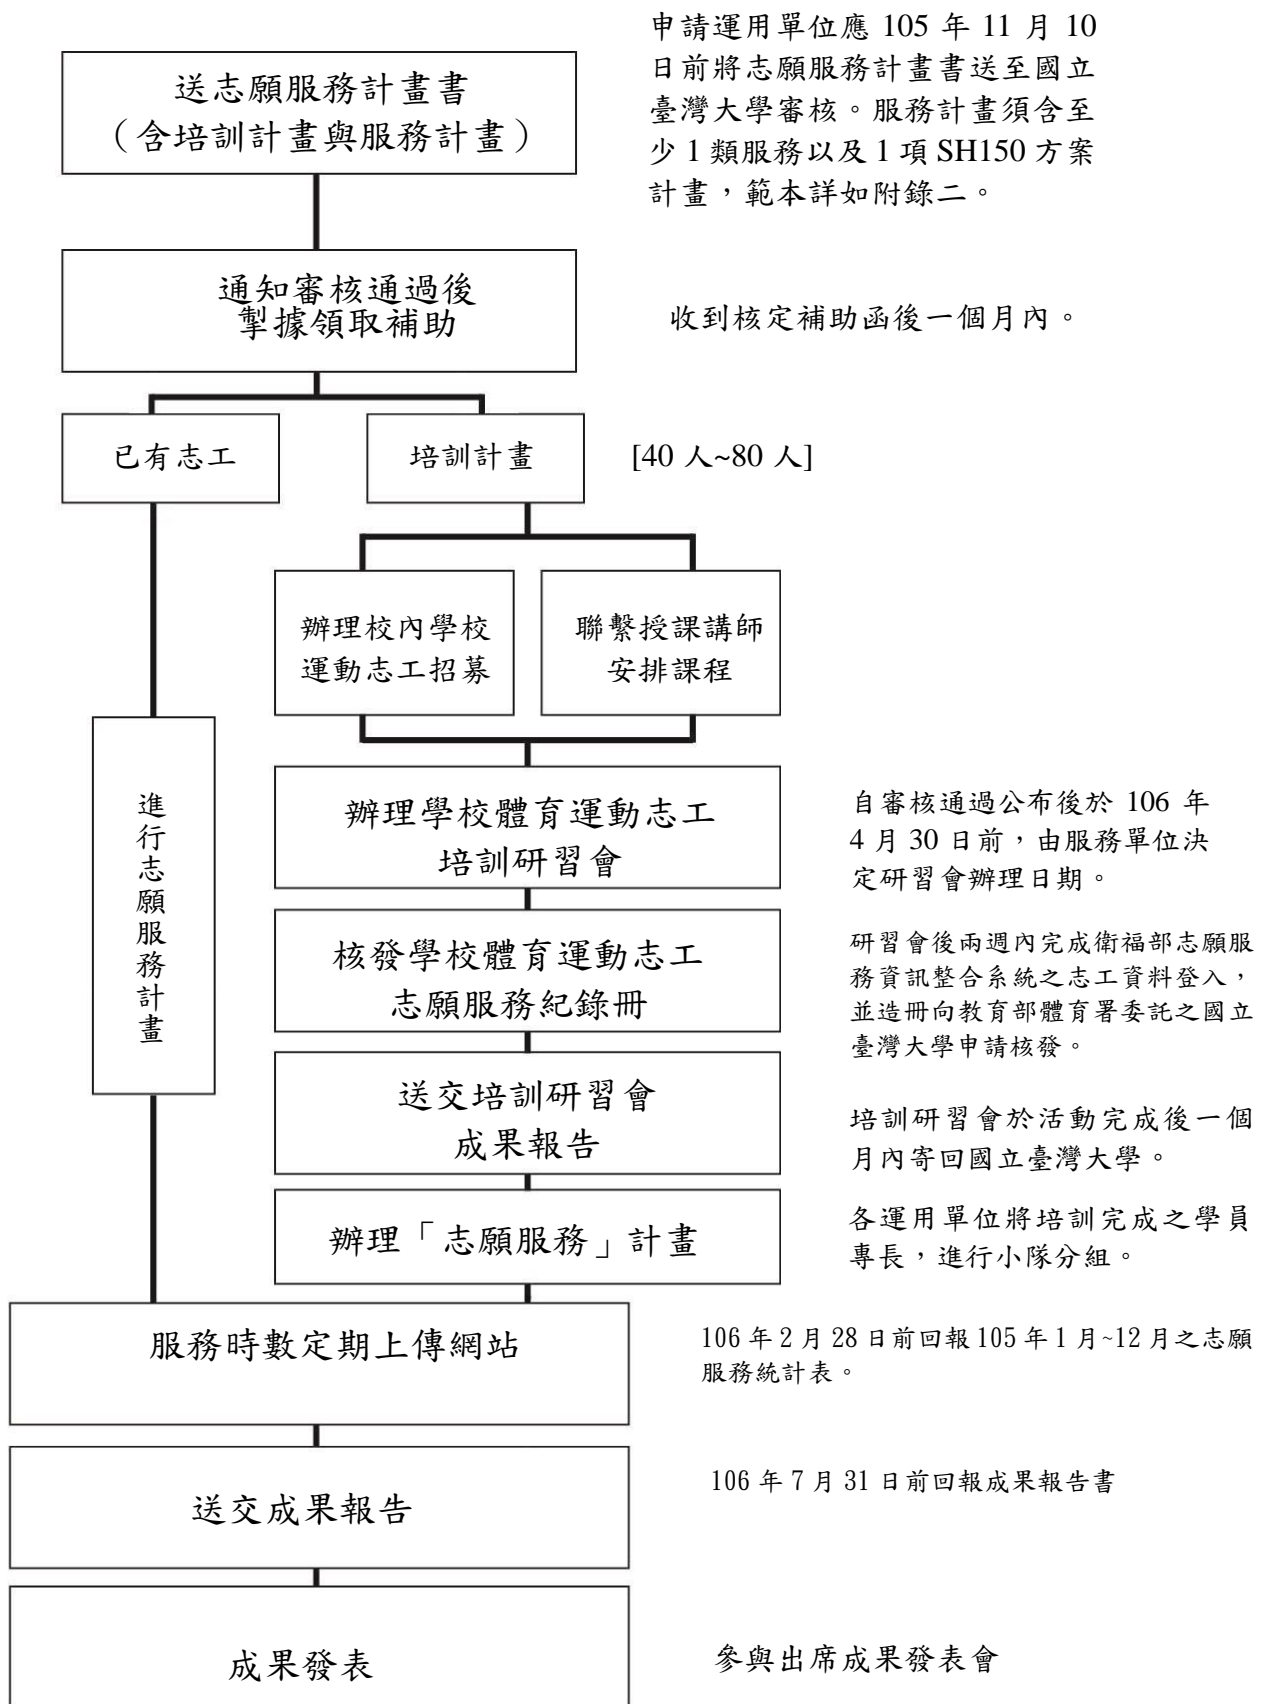 申請運用單位應 105 年 11 月 10
日前將志願服務計畫書送至國立
臺灣大學審核。服務計畫須含至
少 1 類服務以及 1 項 SH150 方案
計畫，範本詳如附錄二。
送志願服務計畫書
（含培訓計畫與服務計畫）
通知審核通過後
掣據領取補助
收到核定補助函後一個月內。
已有志工
培訓計畫
[40 人~80 人]
辦理校內學校
運動志工招募
聯繫授課講師
安排課程
進行志願服務計畫
辦理學校體育運動志工
培訓研習會
自審核通過公布後於 106 年
4 月 30 日前，由服務單位決
定研習會辦理日期。
核發學校體育運動志工
志願服務紀錄冊
研習會後兩週內完成衛福部志願服
務資訊整合系統之志工資料登入，
並造冊向教育部體育署委託之國立
臺灣大學申請核發。
送交培訓研習會
成果報告
培訓研習會於活動完成後一個
月內寄回國立臺灣大學。
辦理「志願服務」計畫
各運用單位將培訓完成之學員
專長，進行小隊分組。
服務時數定期上傳網站
106 年 2 月 28 日前回報 105 年 1 月~12 月之志願
服務統計表。
送交成果報告
106 年 7 月 31 日前回報成果報告書
成果發表
參與出席成果發表會